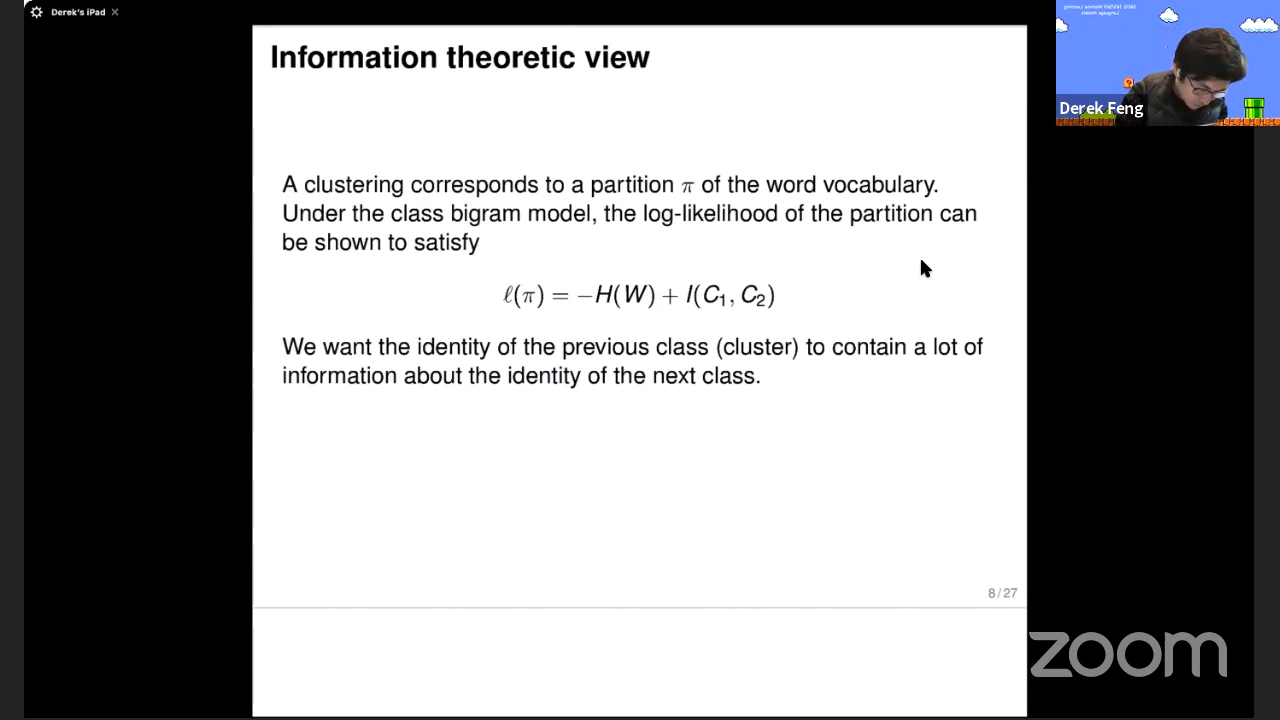 Derek's iPad
Information theoretic view
A clustering corresponds to a partition π of the word vocabulary.
Under the class bigram model, the log-likelihood of the partition can
be shown to satisfy
ℓ(π) = −H(W) + I(C₁, C₂)
We want the identity of the previous class (cluster) to contain a lot of
information about the identity of the next class.
8 / 27
Derek Feng
zoom